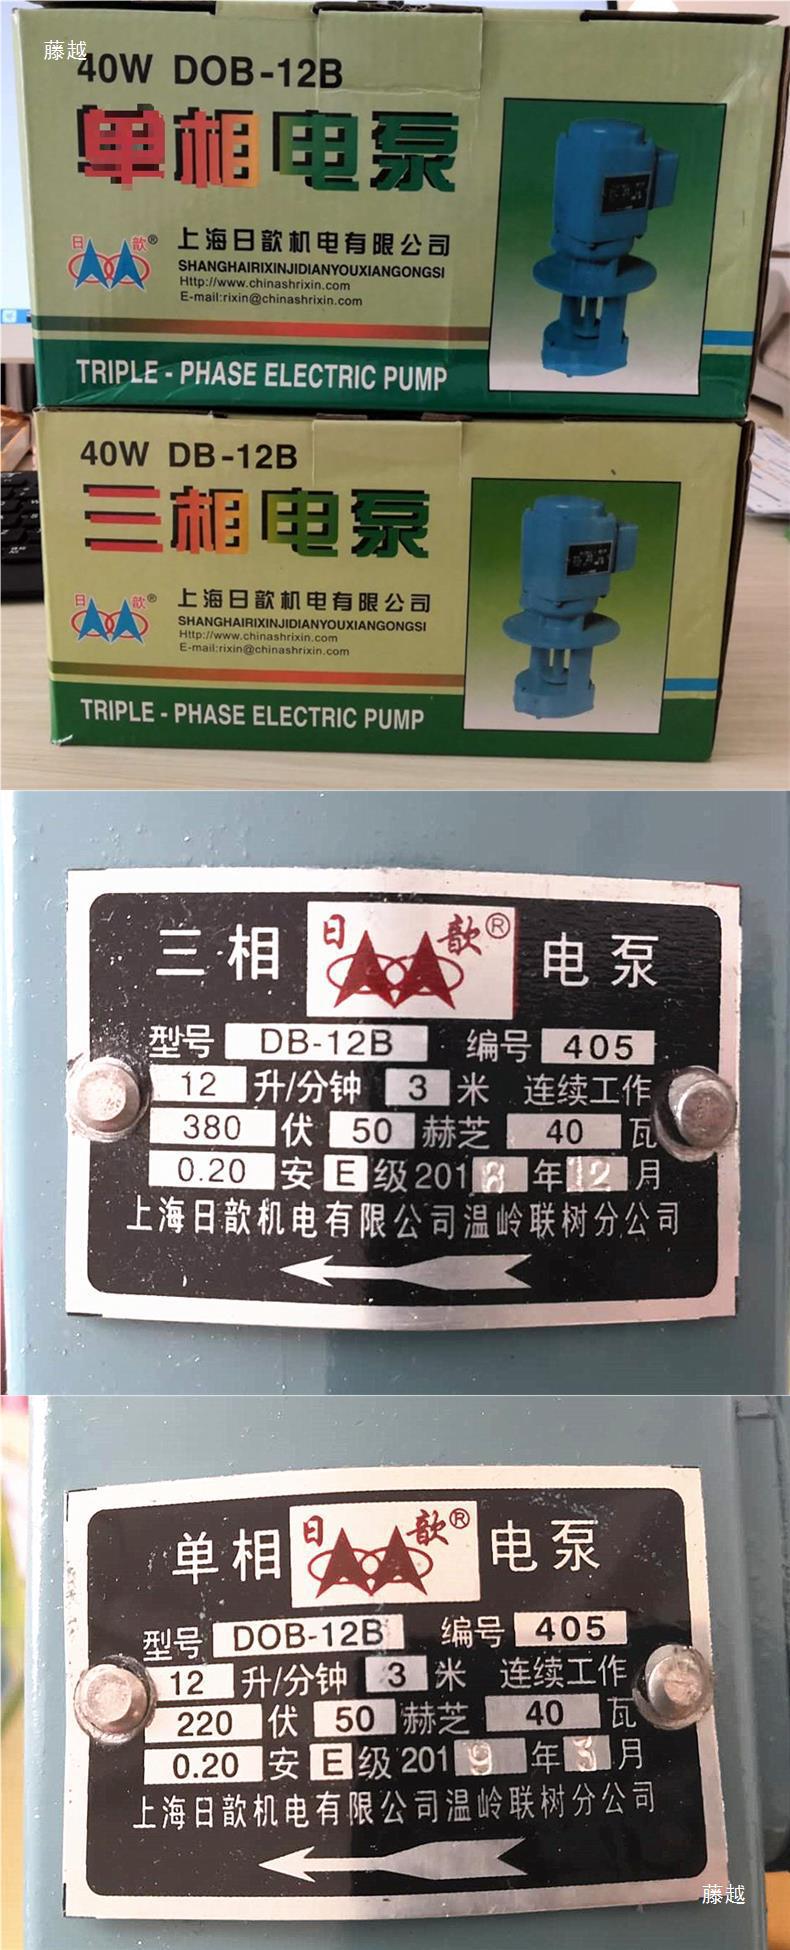 藤越
40W DOB-12B
单相电泵
日 歆®
上海日歆机电有限公司
SHANGHAIRIXINJIDIANYOUXIANGONGSI
Http://www.chinashrixin.com
E-mail:rixin@chinashrixin.com
TRIPLE - PHASE ELECTRIC PUMP
40W DB-12B
三相电泵
日 歆®
上海日歆机电有限公司
SHANGHAIRIXINJIDIANYOUXIANGONGSI
Http://www.chinashrixin.com
E-mail:rixin@chinashrixin.com
TRIPLE - PHASE ELECTRIC PUMP
三相 日 歆® 电泵
型号 DB-12B 编号 405
12 升/分钟 3 米 连续工作
380 伏 50 赫芝 40 瓦
0.20 安 E 级 2018 年 12 月
上海日歆机电有限公司温岭联树分公司
单相 日 歆® 电泵
型号 DOB-12B 编号 405
12 升/分钟 3 米 连续工作
220 伏 50 赫芝 40 瓦
0.20 安 E 级 2019 年 3 月
上海日歆机电有限公司温岭联树分公司
藤越